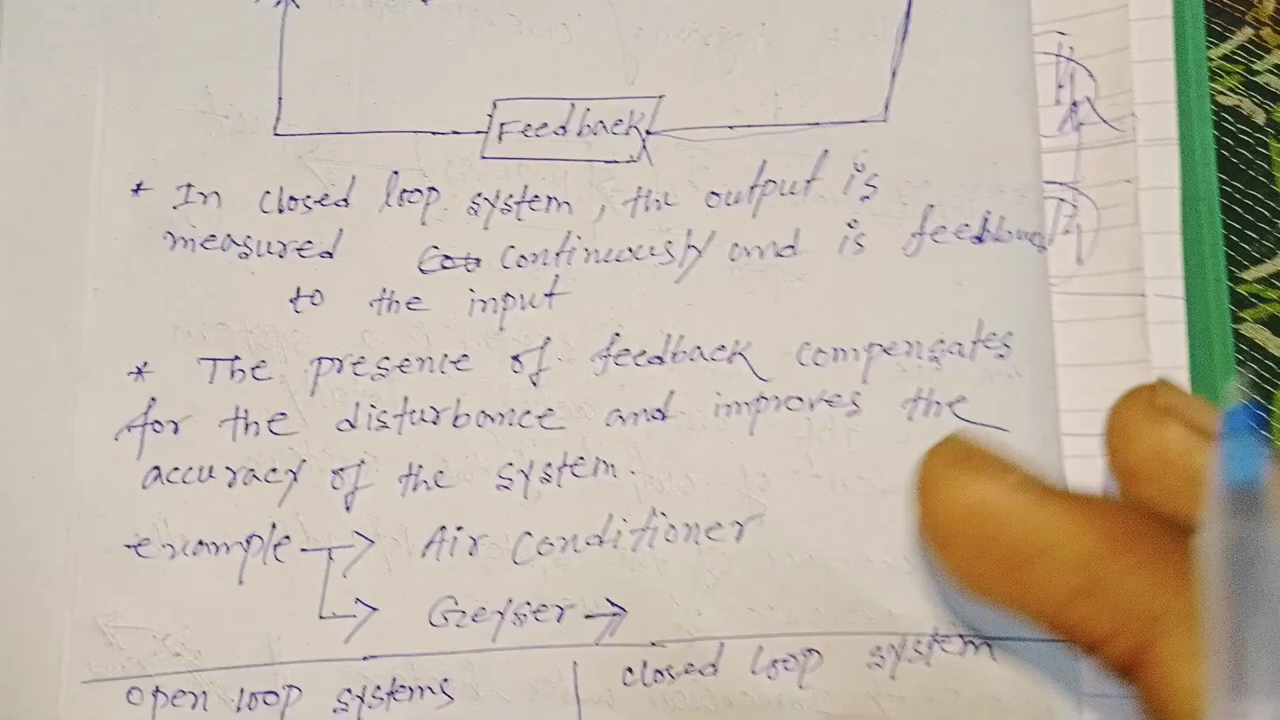 Feedback
* In closed loop system, the output is
measured continuously and is feedback
to the input
* The presence of feedback compensates
for the disturbance and improves the
accuracy of the system.
example → Air Conditioner
→ Geyser →
open loop systems
closed loop system